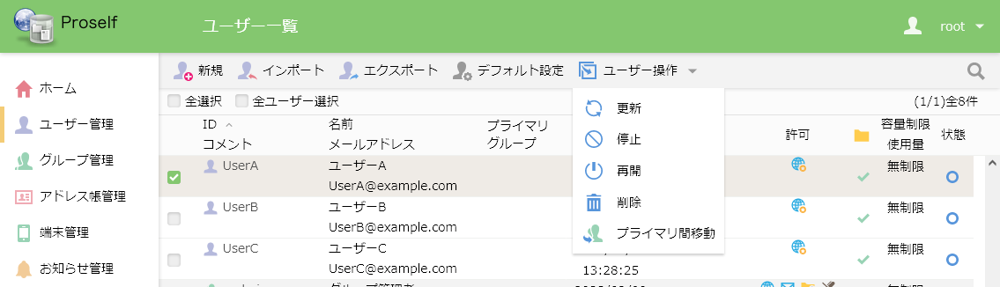 Proself
ユーザー一覧
root
新規 インポート エクスポート デフォルト設定 ユーザー操作
ホーム
ユーザー管理
グループ管理
アドレス帳管理
端末管理
お知らせ管理
全選択 全ユーザー選択
(1/1)全8件
ID 名前 プライマリ 許可 容量制限 状態
コメント メールアドレス グループ 使用量
更新
停止
再開
削除
プライマリ間移動
UserA ユーザーA 無制限
UserA@example.com
UserB ユーザーB 無制限
UserB@example.com
UserC ユーザーC 無制限
UserC@example.com 13:28:25